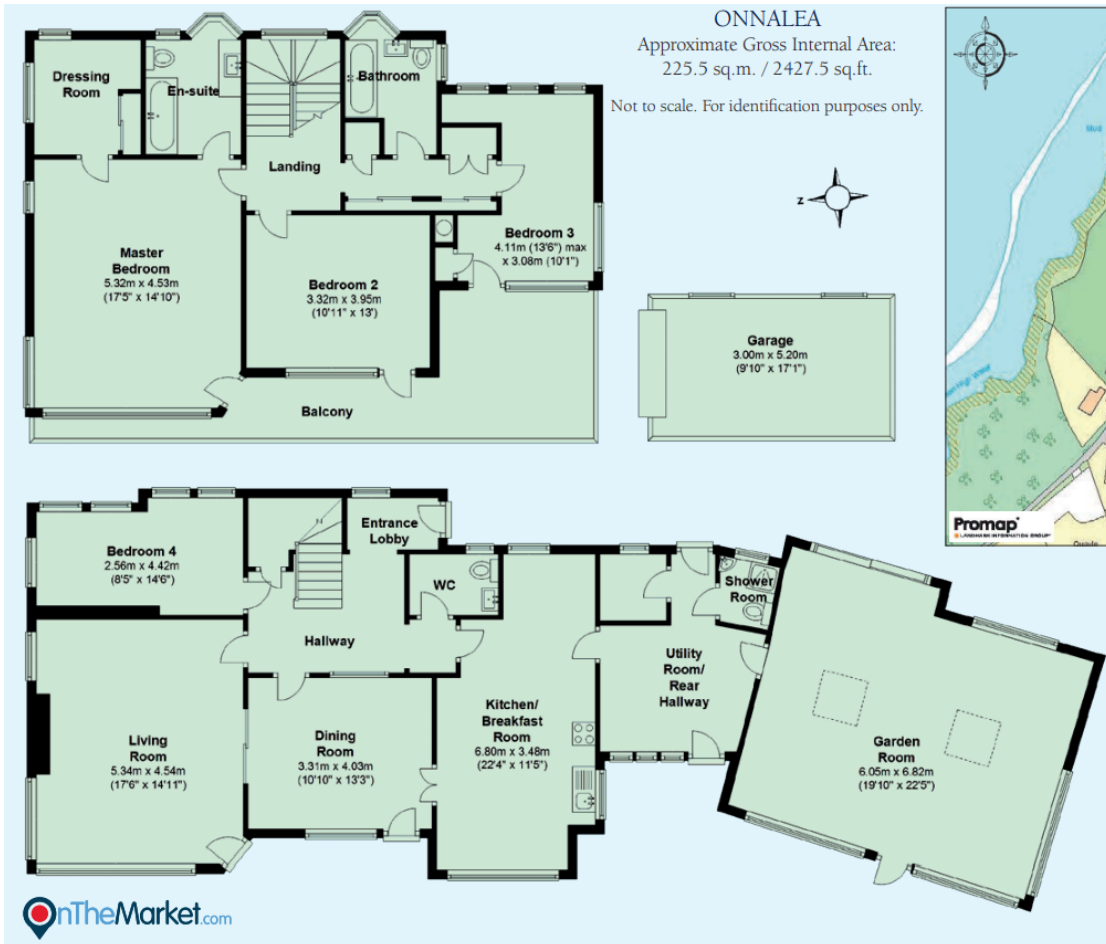 ONNALEA
Approximate Gross Internal Area:
225.5 sq.m. / 2427.5 sq.ft.
Not to scale. For identification purposes only.
Dressing
Room
En-suite
Bathroom
Landing
Master
Bedroom
5.32m x 4.53m
(17'5" x 14'10")
Bedroom 2
3.32m x 3.95m
(10'11" x 13')
Bedroom 3
4.11m (13'6") max
x 3.08m (10'1")
Balcony
Z
Garage
3.00m x 5.20m
(9'10" x 17'1")
Mud
High Water
Promap
LANDMARK INFORMATION GROUP
Bedroom 4
2.56m x 4.42m
(8'5" x 14'6")
Entrance
Lobby
WC
Hallway
Shower
Room
Utility
Room/
Rear
Hallway
Living
Room
5.34m x 4.54m
(17'6" x 14'11")
Dining
Room
3.31m x 4.03m
(10'10" x 13'3")
Kitchen/
Breakfast
Room
6.80m x 3.48m
(22'4" x 11'5")
Garden
Room
6.05m x 6.82m
(19'10" x 22'5")
OnTheMarket.com